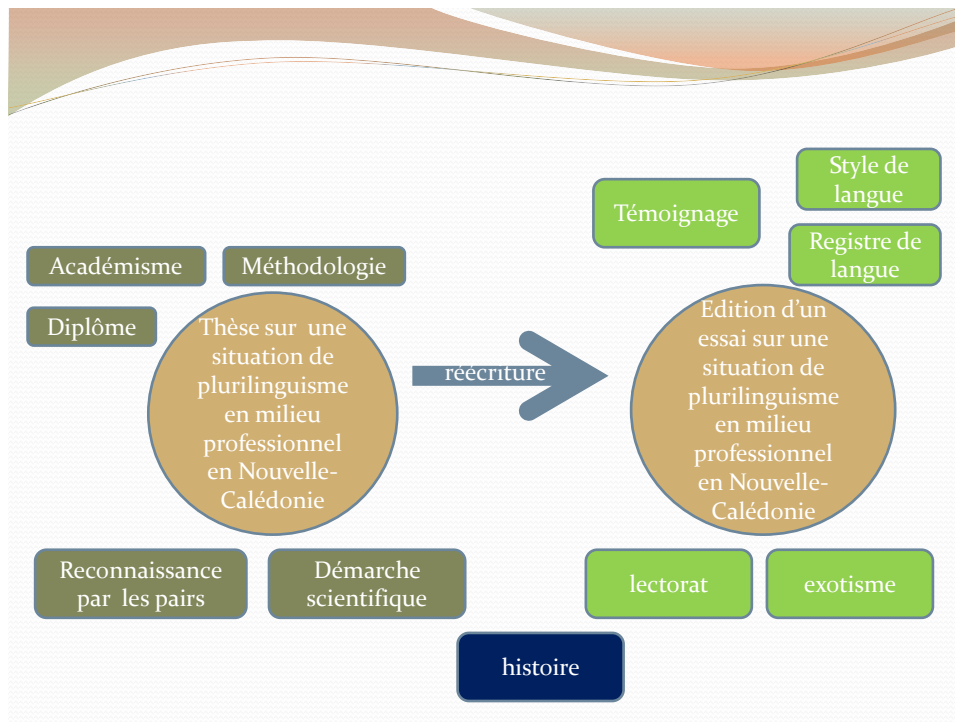 Style de
langue
Témoignage
Registre de
langue
Académisme
Méthodologie
Diplôme
Thèse sur une
situation de
plurilinguisme
en milieu
professionnel
en Nouvelle-
Calédonie
réécriture
Edition d'un
essai sur une
situation de
plurilinguisme
en milieu
professionnel
en Nouvelle-
Calédonie
Reconnaissance
par les pairs
Démarche
scientifique
lectorat
exotisme
histoire